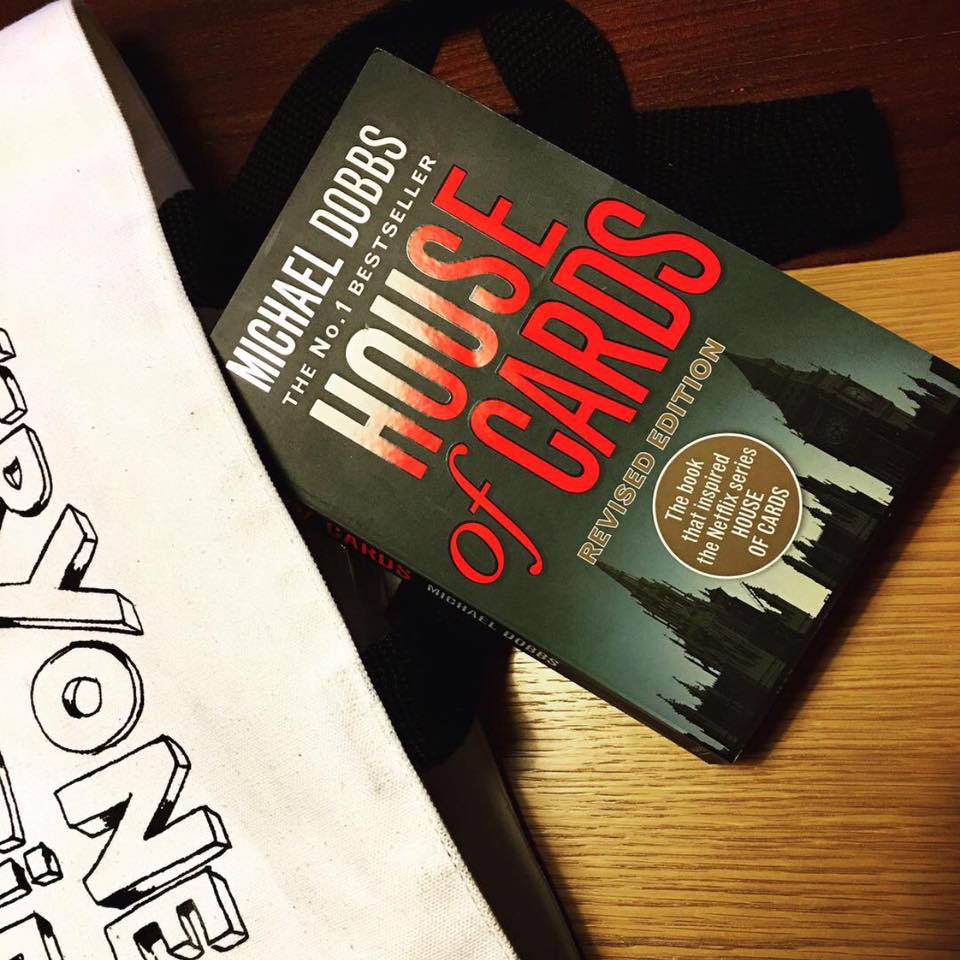 MICHAEL DOBBS
THE No.1 BESTSELLER
HOUSE
of CARDS
REVISED EDITION
The book
that inspired
the Netflix series
HOUSE
OF CARDS
CARDS MICHAEL DOBBS
ERYONE